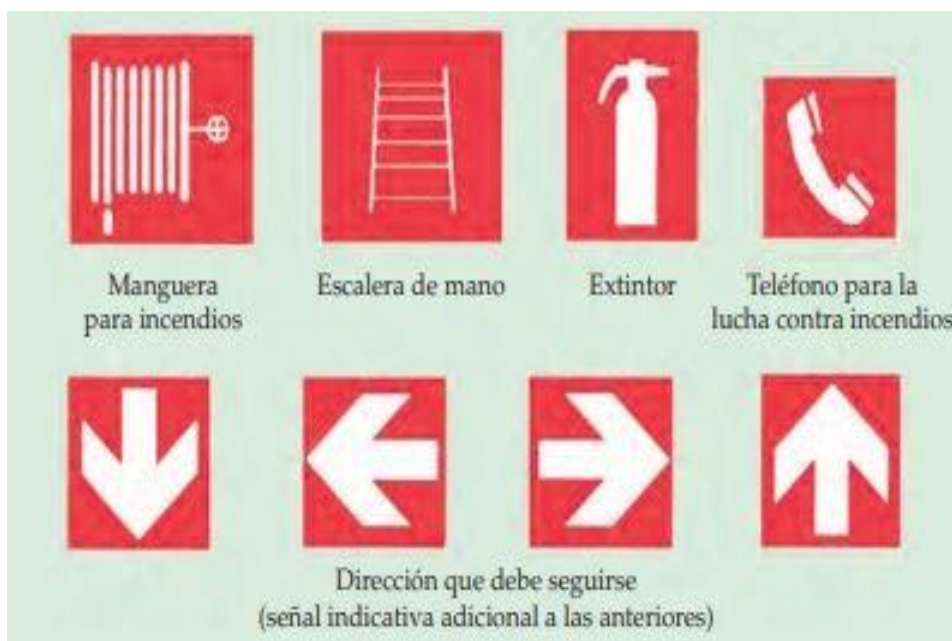 Manguera
para incendios
Escalera de mano
Extintor
Teléfono para la
lucha contra incendios
Dirección que debe seguirse
(señal indicativa adicional a las anteriores)